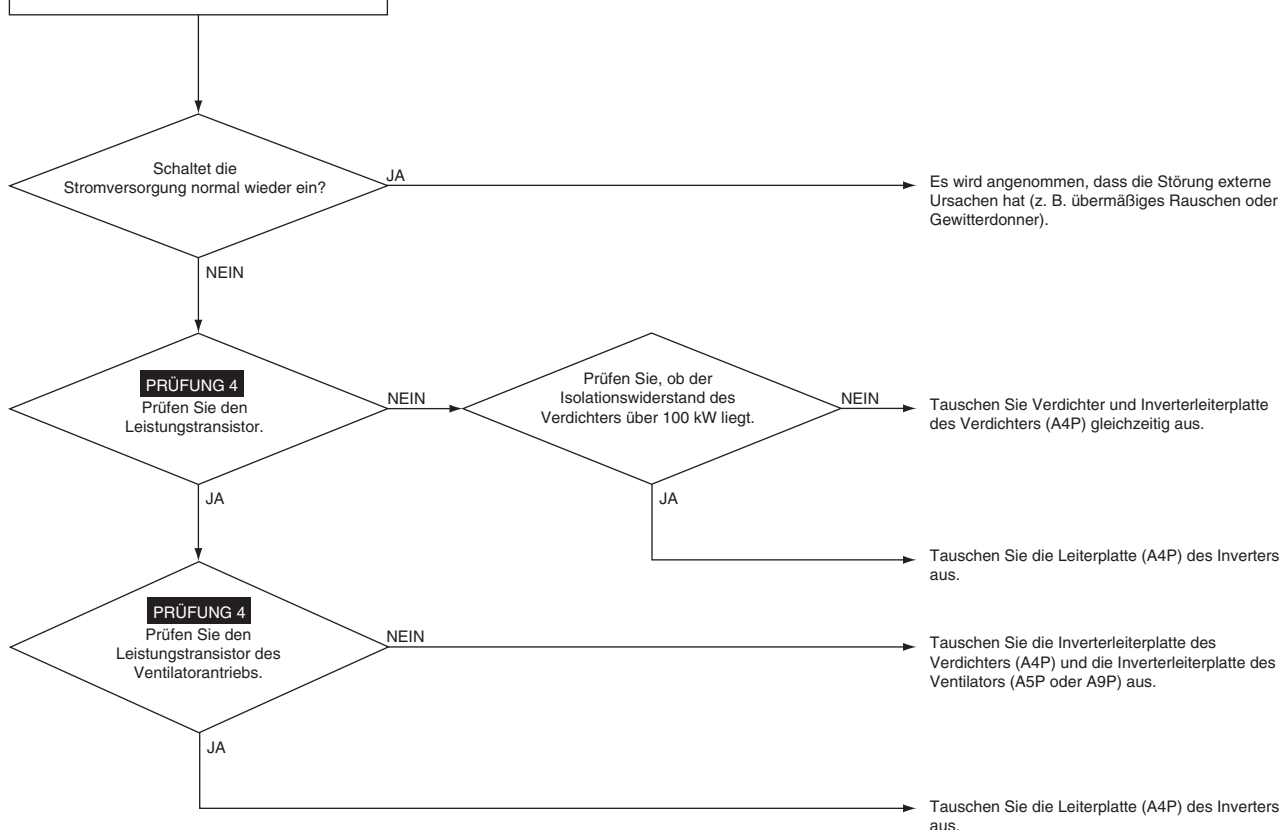 Schaltet die
Stromversorgung normal wieder ein?
JA
Es wird angenommen, dass die Störung externe
Ursachen hat (z. B. übermäßiges Rauschen oder
Gewitterdonner).
NEIN
PRÜFUNG 4
Prüfen Sie den
Leistungstransistor.
NEIN
Prüfen Sie, ob der
Isolationswiderstand des
Verdichters über 100 kW liegt.
NEIN
Tauschen Sie Verdichter und Inverterleiterplatte
des Verdichters (A4P) gleichzeitig aus.
JA
JA
Tauschen Sie die Leiterplatte (A4P) des Inverters
aus.
PRÜFUNG 4
Prüfen Sie den
Leistungstransistor des
Ventilatorantriebs.
NEIN
Tauschen Sie die Inverterleiterplatte des
Verdichters (A4P) und die Inverterleiterplatte des
Ventilators (A5P oder A9P) aus.
JA
Tauschen Sie die Leiterplatte (A4P) des Inverters
aus.